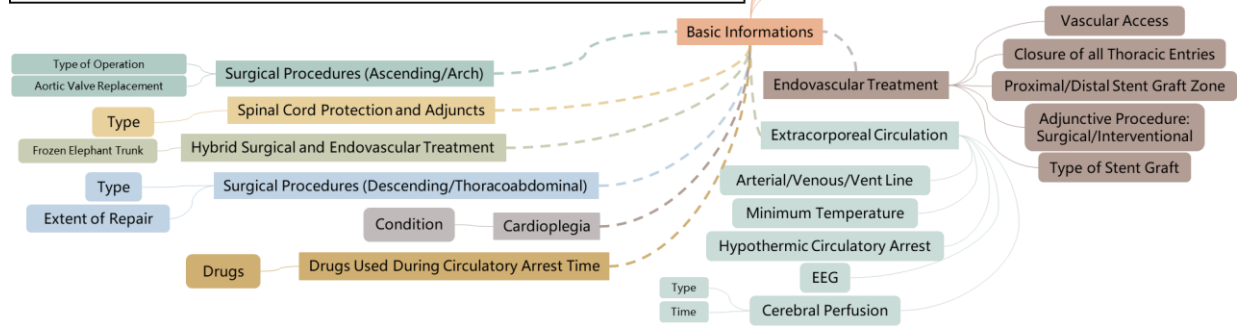 Basic Informations
Surgical Procedures (Ascending/Arch)
Type of Operation
Aortic Valve Replacement
Spinal Cord Protection and Adjuncts
Type
Hybrid Surgical and Endovascular Treatment
Frozen Elephant Trunk
Surgical Procedures (Descending/Thoracoabdominal)
Type
Extent of Repair
Cardioplegia
Condition
Drugs Used During Circulatory Arrest Time
Drugs
Endovascular Treatment
Vascular Access
Closure of all Thoracic Entries
Proximal/Distal Stent Graft Zone
Adjunctive Procedure:
Surgical/Interventional
Type of Stent Graft
Extracorporeal Circulation
Arterial/Venous/Vent Line
Minimum Temperature
Hypothermic Circulatory Arrest
EEG
Cerebral Perfusion
Type
Time